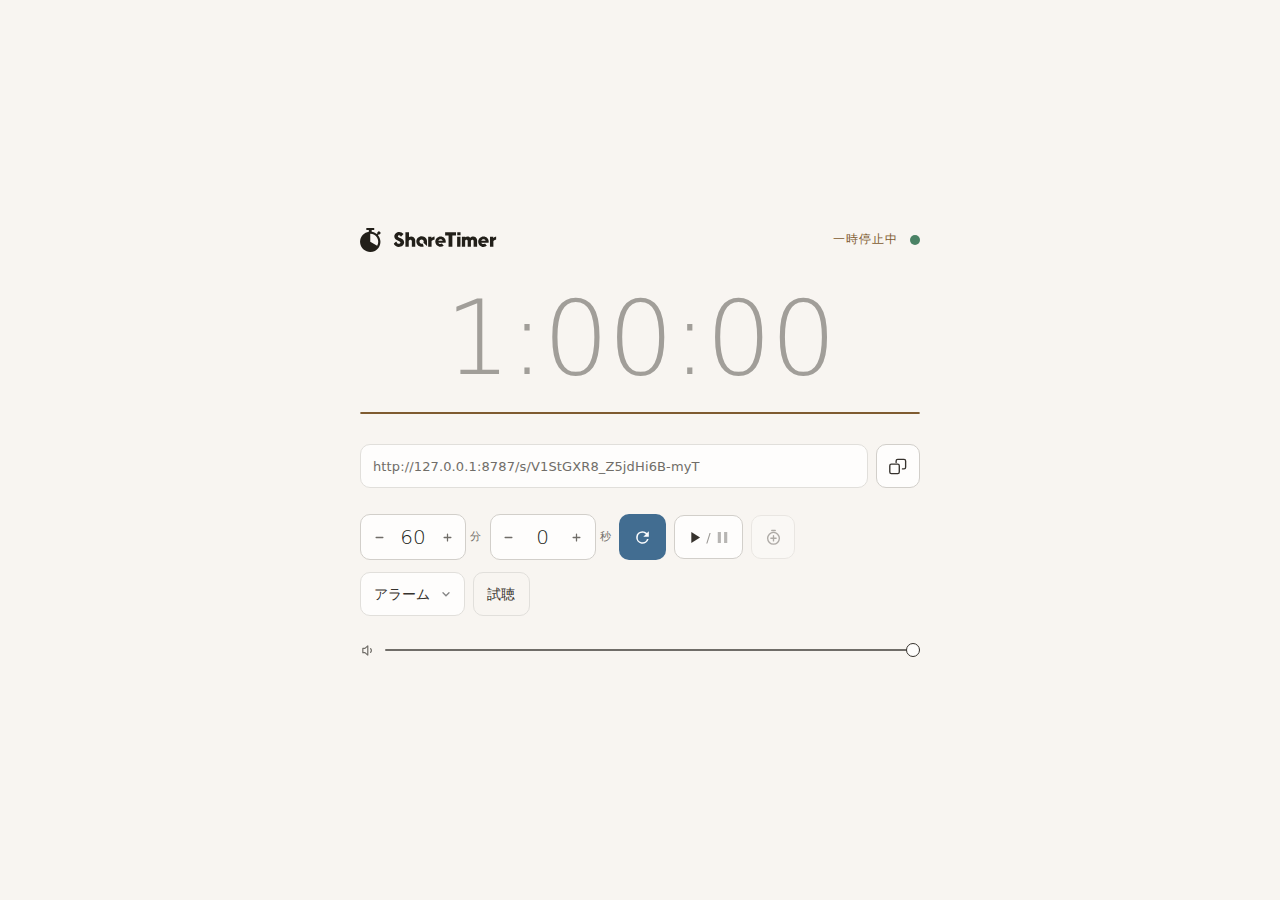 ShareTimer
一時停止中
1:00:00
http://127.0.0.1:8787/s/V1StGXR8_Z5jdHi6B-myT
− 60 + 分 − 0 + 秒 /
アラーム 試聴